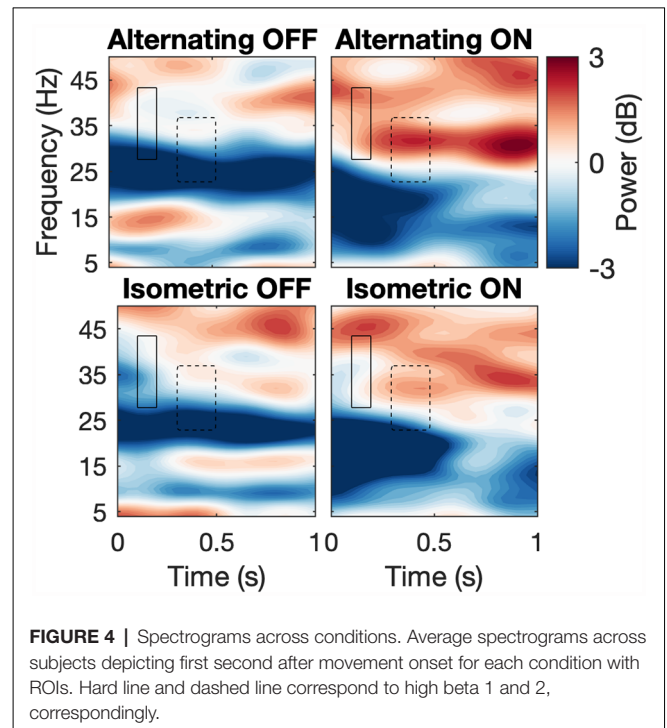 Alternating OFF Alternating ON
45
35
25
15
5
Frequency (Hz)
3
0
-3
Power (dB)
Isometric OFF Isometric ON
45
35
25
15
5
0 0.5 1 0 0.5 1
Time (s) Time (s)
FIGURE 4 | Spectrograms across conditions. Average spectrograms across
subjects depicting first second after movement onset for each condition with
ROIs. Hard line and dashed line correspond to high beta 1 and 2,
correspondingly.